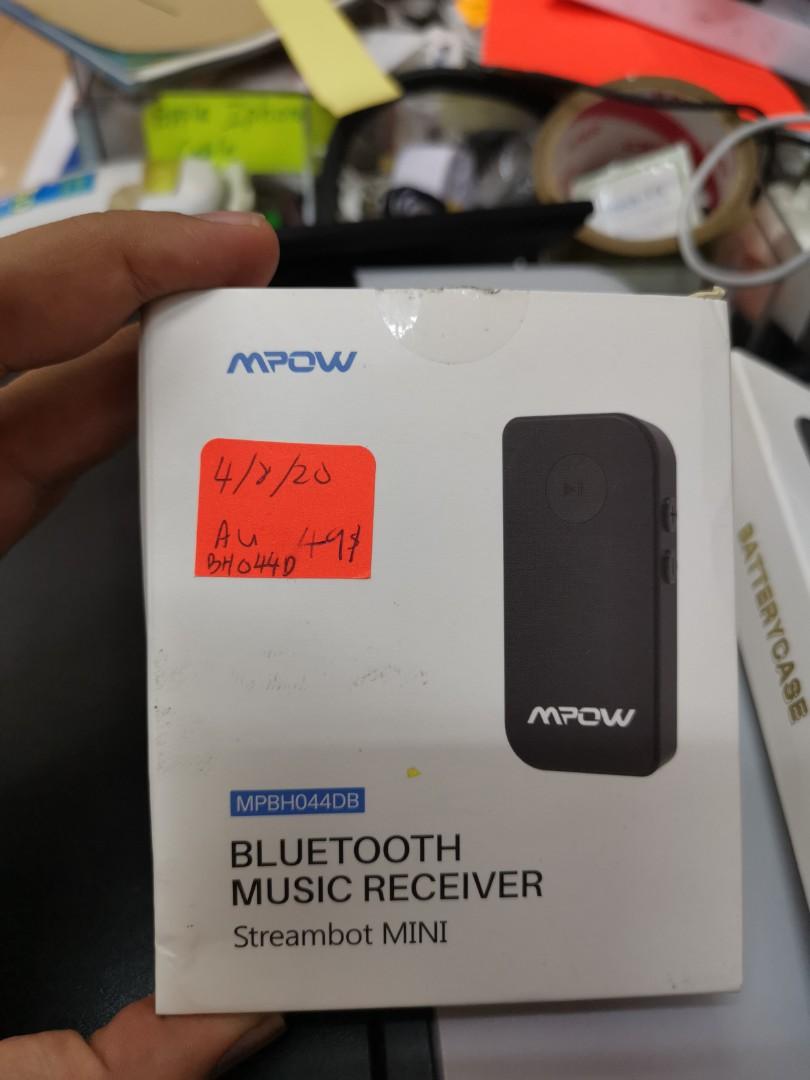 MPOW
4/8/20
AU 49$
BH044D
MPOW
MPBH044DB
BLUETOOTH
MUSIC RECEIVER
Streambot MINI
BATTERYCASE